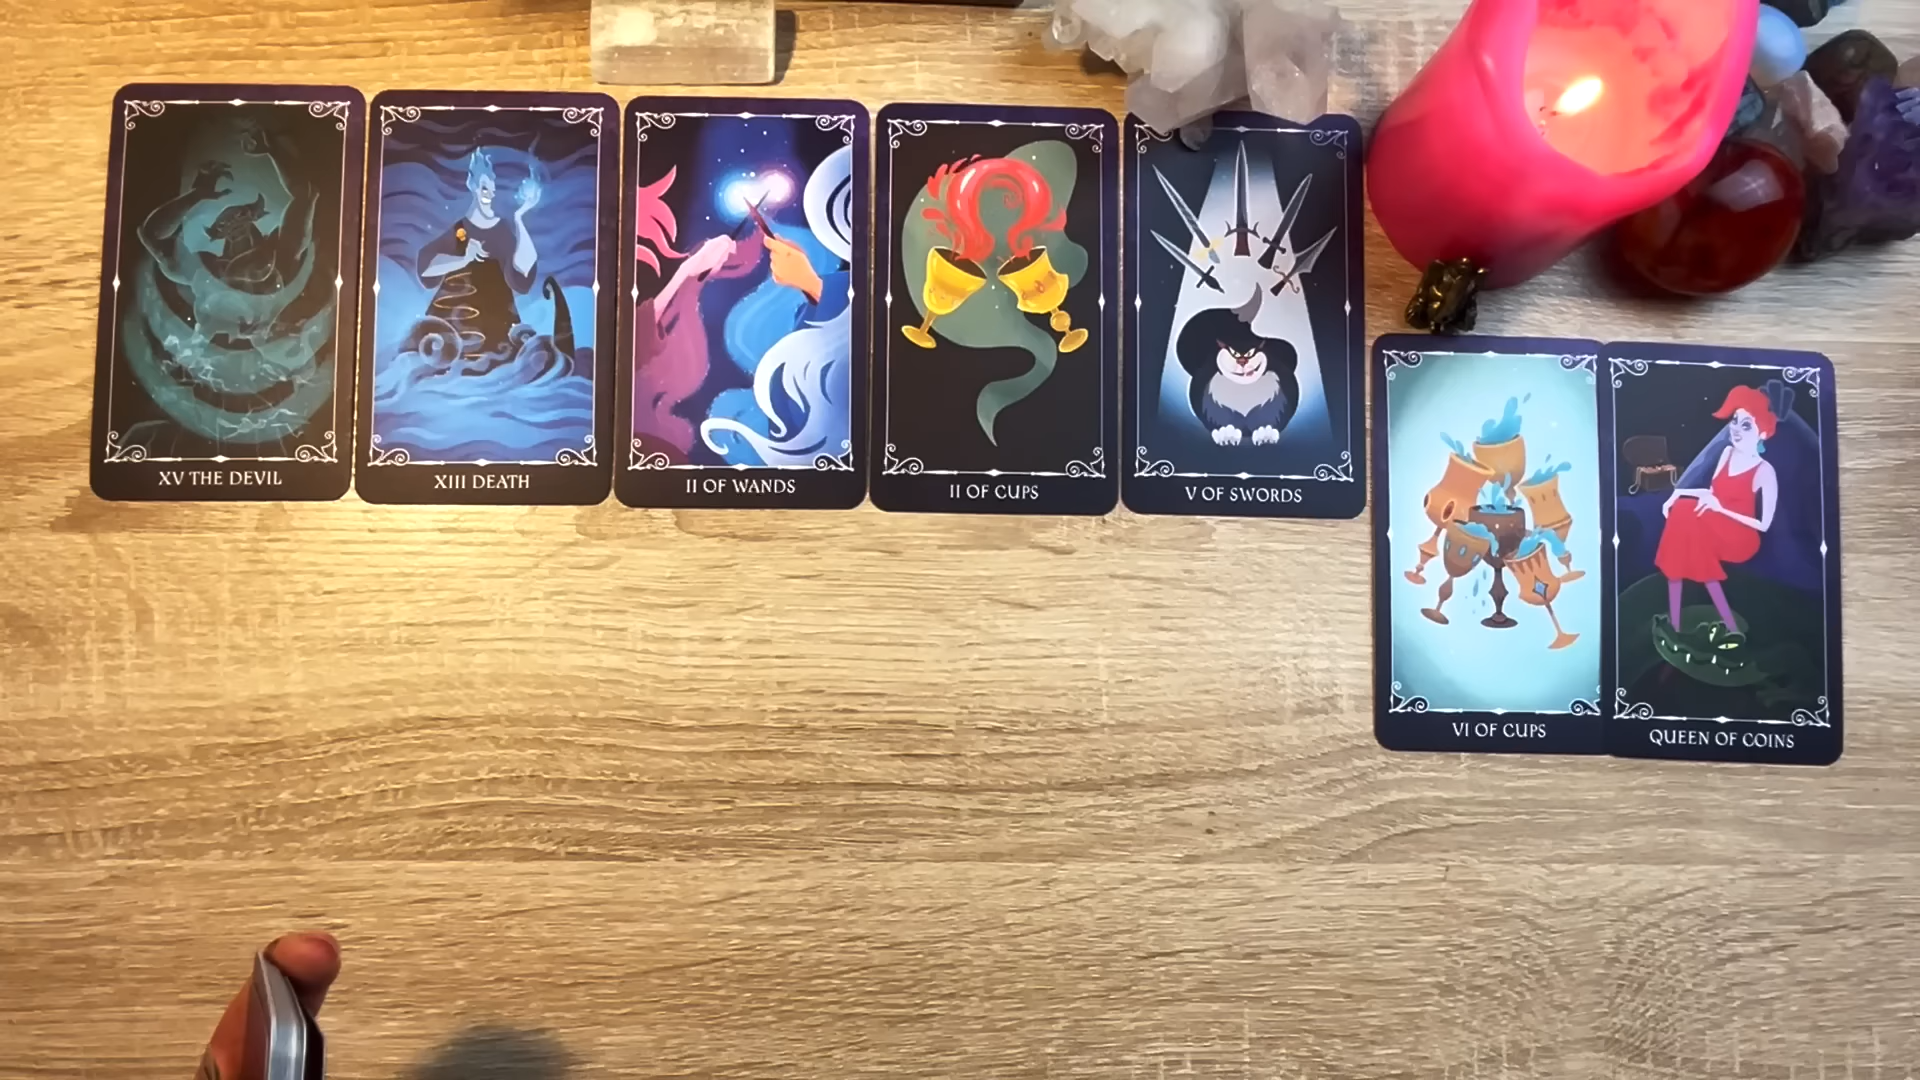 XV THE DEVIL
XIII DEATH
II OF WANDS
II OF CUPS
V OF SWORDS
VI OF CUPS
QUEEN OF COINS